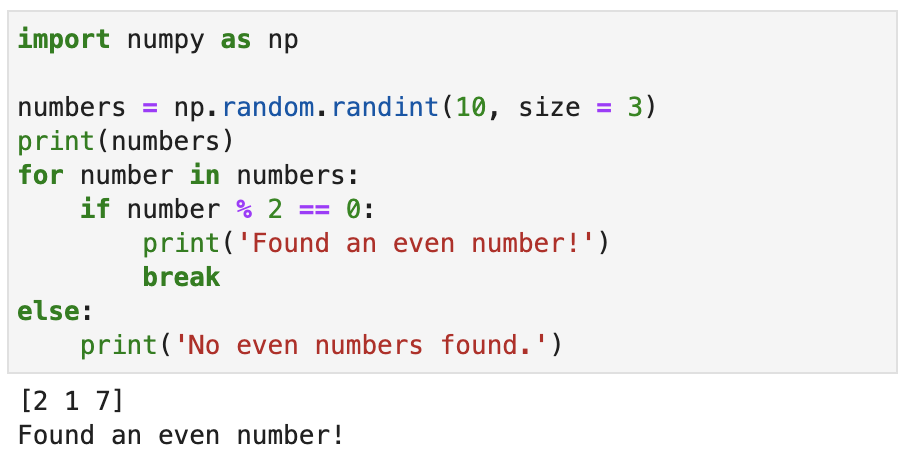 import numpy as np

numbers = np.random.randint(10, size = 3)
print(numbers)
for number in numbers:
    if number % 2 == 0:
        print('Found an even number!')
        break
else:
    print('No even numbers found.')
[2 1 7]
Found an even number!